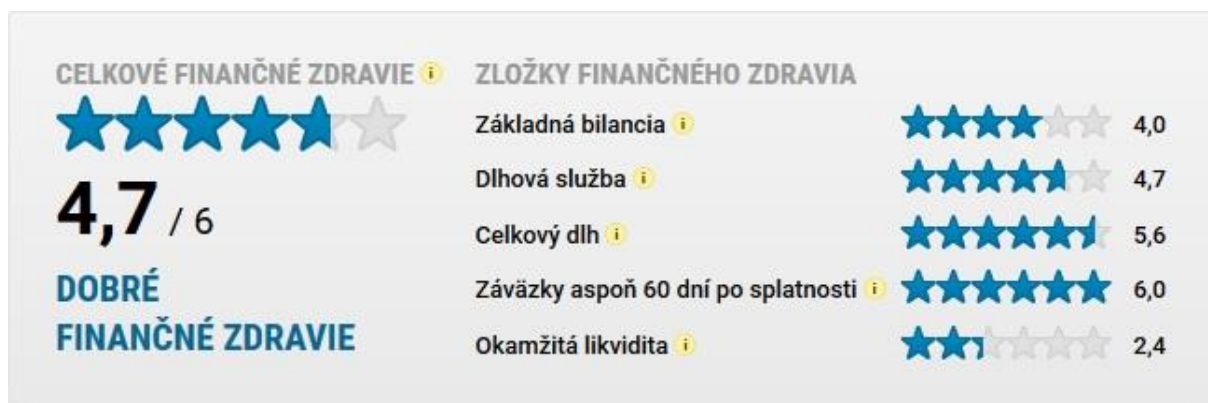 CELKOVÉ FINANČNÉ ZDRAVIE i
4,7 / 6
DOBRÉ
FINANČNÉ ZDRAVIE
ZLOŽKY FINANČNÉHO ZDRAVIA
Základná bilancia i 4,0
Dlhová služba i 4,7
Celkový dlh i 5,6
Záväzky aspoň 60 dní po splatnosti i 6,0
Okamžitá likvidita i 2,4